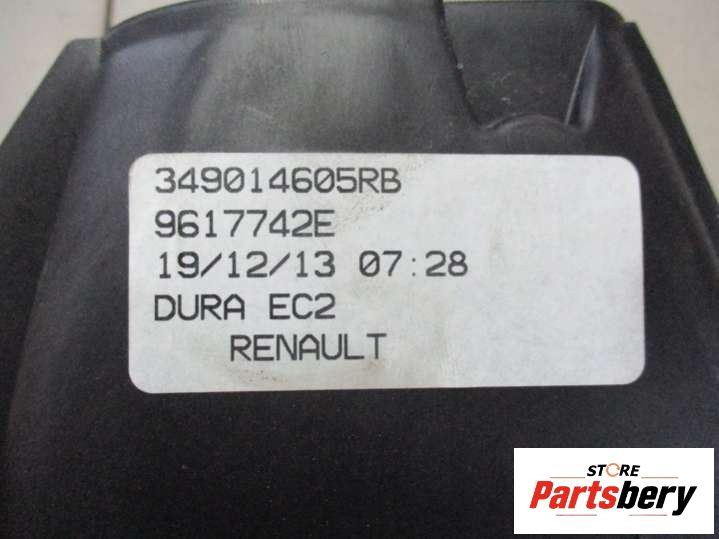 349014605RB
9617742E
19/12/13 07:28
DURA EC2
RENAULT
STORE
Partsbery